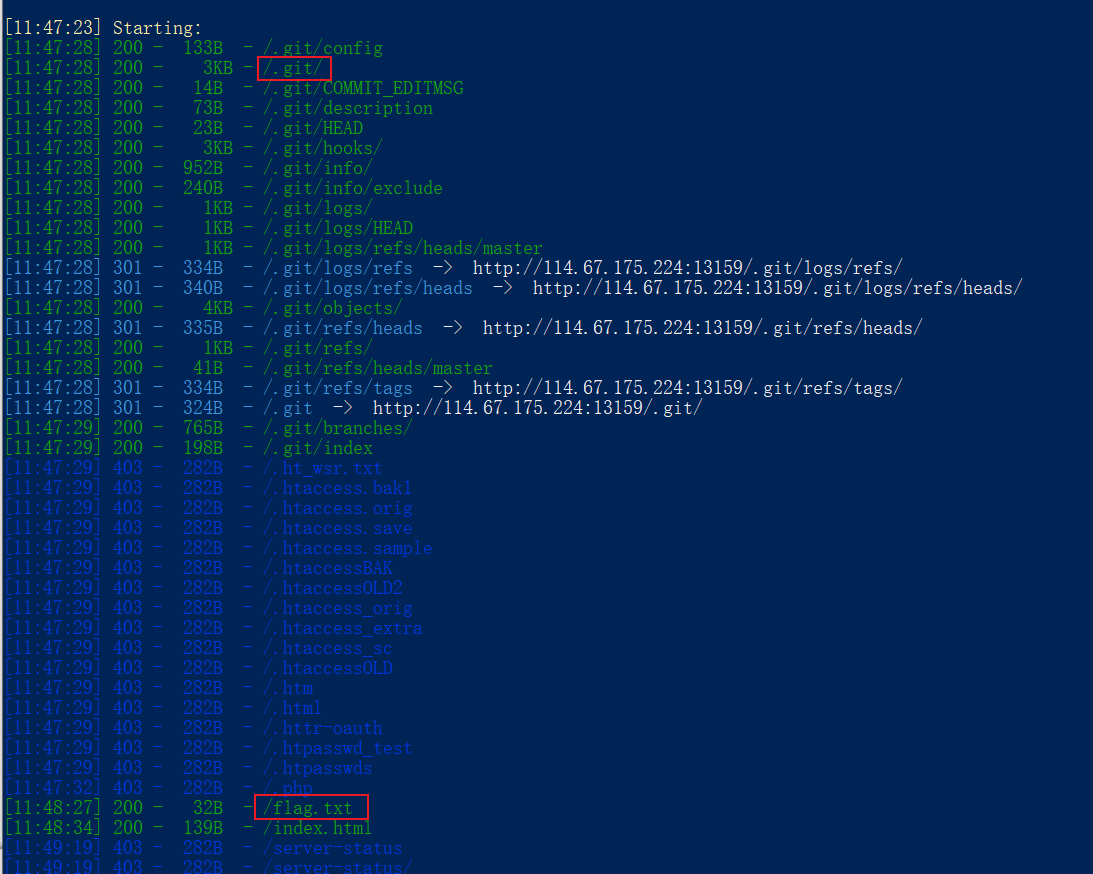 [11:47:23] Starting:
[11:47:28] 200 - 133B - /.git/config
[11:47:28] 200 - 3KB - /.git/
[11:47:28] 200 - 14B - /.git/COMMIT_EDITMSG
[11:47:28] 200 - 73B - /.git/description
[11:47:28] 200 - 23B - /.git/HEAD
[11:47:28] 200 - 3KB - /.git/hooks/
[11:47:28] 200 - 952B - /.git/info/
[11:47:28] 200 - 240B - /.git/info/exclude
[11:47:28] 200 - 1KB - /.git/logs/
[11:47:28] 200 - 1KB - /.git/logs/HEAD
[11:47:28] 200 - 1KB - /.git/logs/refs/heads/master
[11:47:28] 301 - 334B - /.git/logs/refs -> http://114.67.175.224:13159/.git/logs/refs/
[11:47:28] 301 - 340B - /.git/logs/refs/heads -> http://114.67.175.224:13159/.git/logs/refs/heads/
[11:47:28] 200 - 4KB - /.git/objects/
[11:47:28] 301 - 335B - /.git/refs/heads -> http://114.67.175.224:13159/.git/refs/heads/
[11:47:28] 200 - 1KB - /.git/refs/
[11:47:28] 200 - 41B - /.git/refs/heads/master
[11:47:28] 301 - 334B - /.git/refs/tags -> http://114.67.175.224:13159/.git/refs/tags/
[11:47:28] 301 - 324B - /.git -> http://114.67.175.224:13159/.git/
[11:47:29] 200 - 765B - /.git/branches/
[11:47:29] 200 - 198B - /.git/index
[11:47:29] 403 - 282B - /.ht_wsr.txt
[11:47:29] 403 - 282B - /.htaccess.bak1
[11:47:29] 403 - 282B - /.htaccess.orig
[11:47:29] 403 - 282B - /.htaccess.save
[11:47:29] 403 - 282B - /.htaccess.sample
[11:47:29] 403 - 282B - /.htaccessBAK
[11:47:29] 403 - 282B - /.htaccessOLD2
[11:47:29] 403 - 282B - /.htaccess_orig
[11:47:29] 403 - 282B - /.htaccess_extra
[11:47:29] 403 - 282B - /.htaccess_sc
[11:47:29] 403 - 282B - /.htaccessOLD
[11:47:29] 403 - 282B - /.htm
[11:47:29] 403 - 282B - /.html
[11:47:29] 403 - 282B - /.httr-oauth
[11:47:29] 403 - 282B - /.htpasswd_test
[11:47:29] 403 - 282B - /.htpasswds
[11:47:32] 403 - 282B - /.php
[11:48:27] 200 - 32B - /flag.txt
[11:48:34] 200 - 139B - /index.html
[11:49:19] 403 - 282B - /server-status
[11:49:19] 403 - 282B - /server-status/